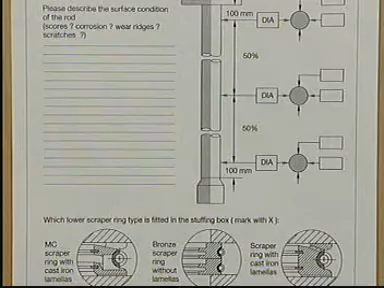 Please describe the surface condition
of the rod
(scores ? corrosion ? wear ridges ?
scratches ?)
100 mm
DIA
50%
DIA
50%
DIA
100 mm
Which lower scraper ring type is fitted in the stuffing box ( mark with X ):
MC
scraper
ring with
cast iron
lamellas
Bronze
scraper
ring
without
lamellas
Scraper
ring with
cast iron
lamellas